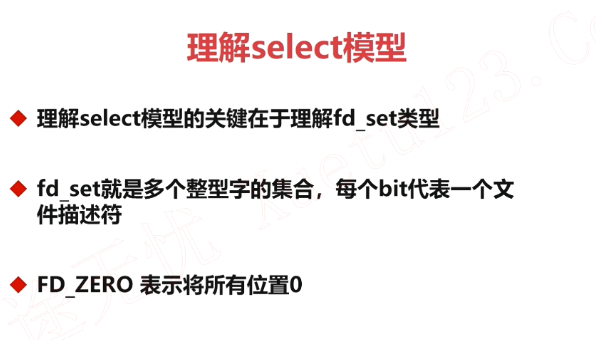 理解select模型
理解select模型的关键在于理解fd_set类型
fd_set就是多个整型字的集合，每个bit代表一个文
件描述符
FD_ZERO 表示将所有位置0